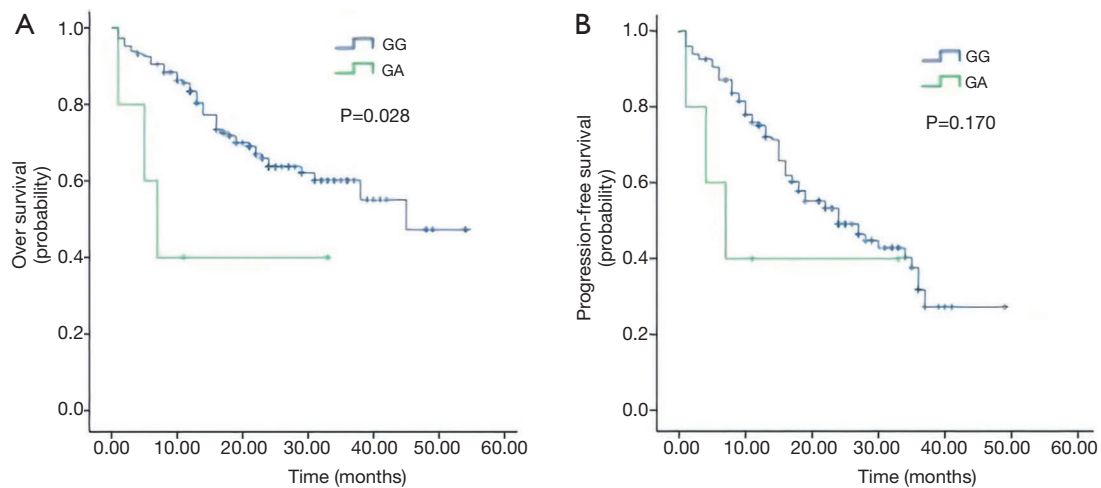 A
1.0
0.8
0.6
0.4
0.2
0.0
Over survival
(probability)
GG
GA
P=0.028
0.00 10.00 20.00 30.00 40.00 50.00 60.00
Time (months)
B
1.0
0.8
0.6
0.4
0.2
0.0
Progression-free survival
(probability)
GG
GA
P=0.170
0.00 10.00 20.00 30.00 40.00 50.00 60.00
Time (months)